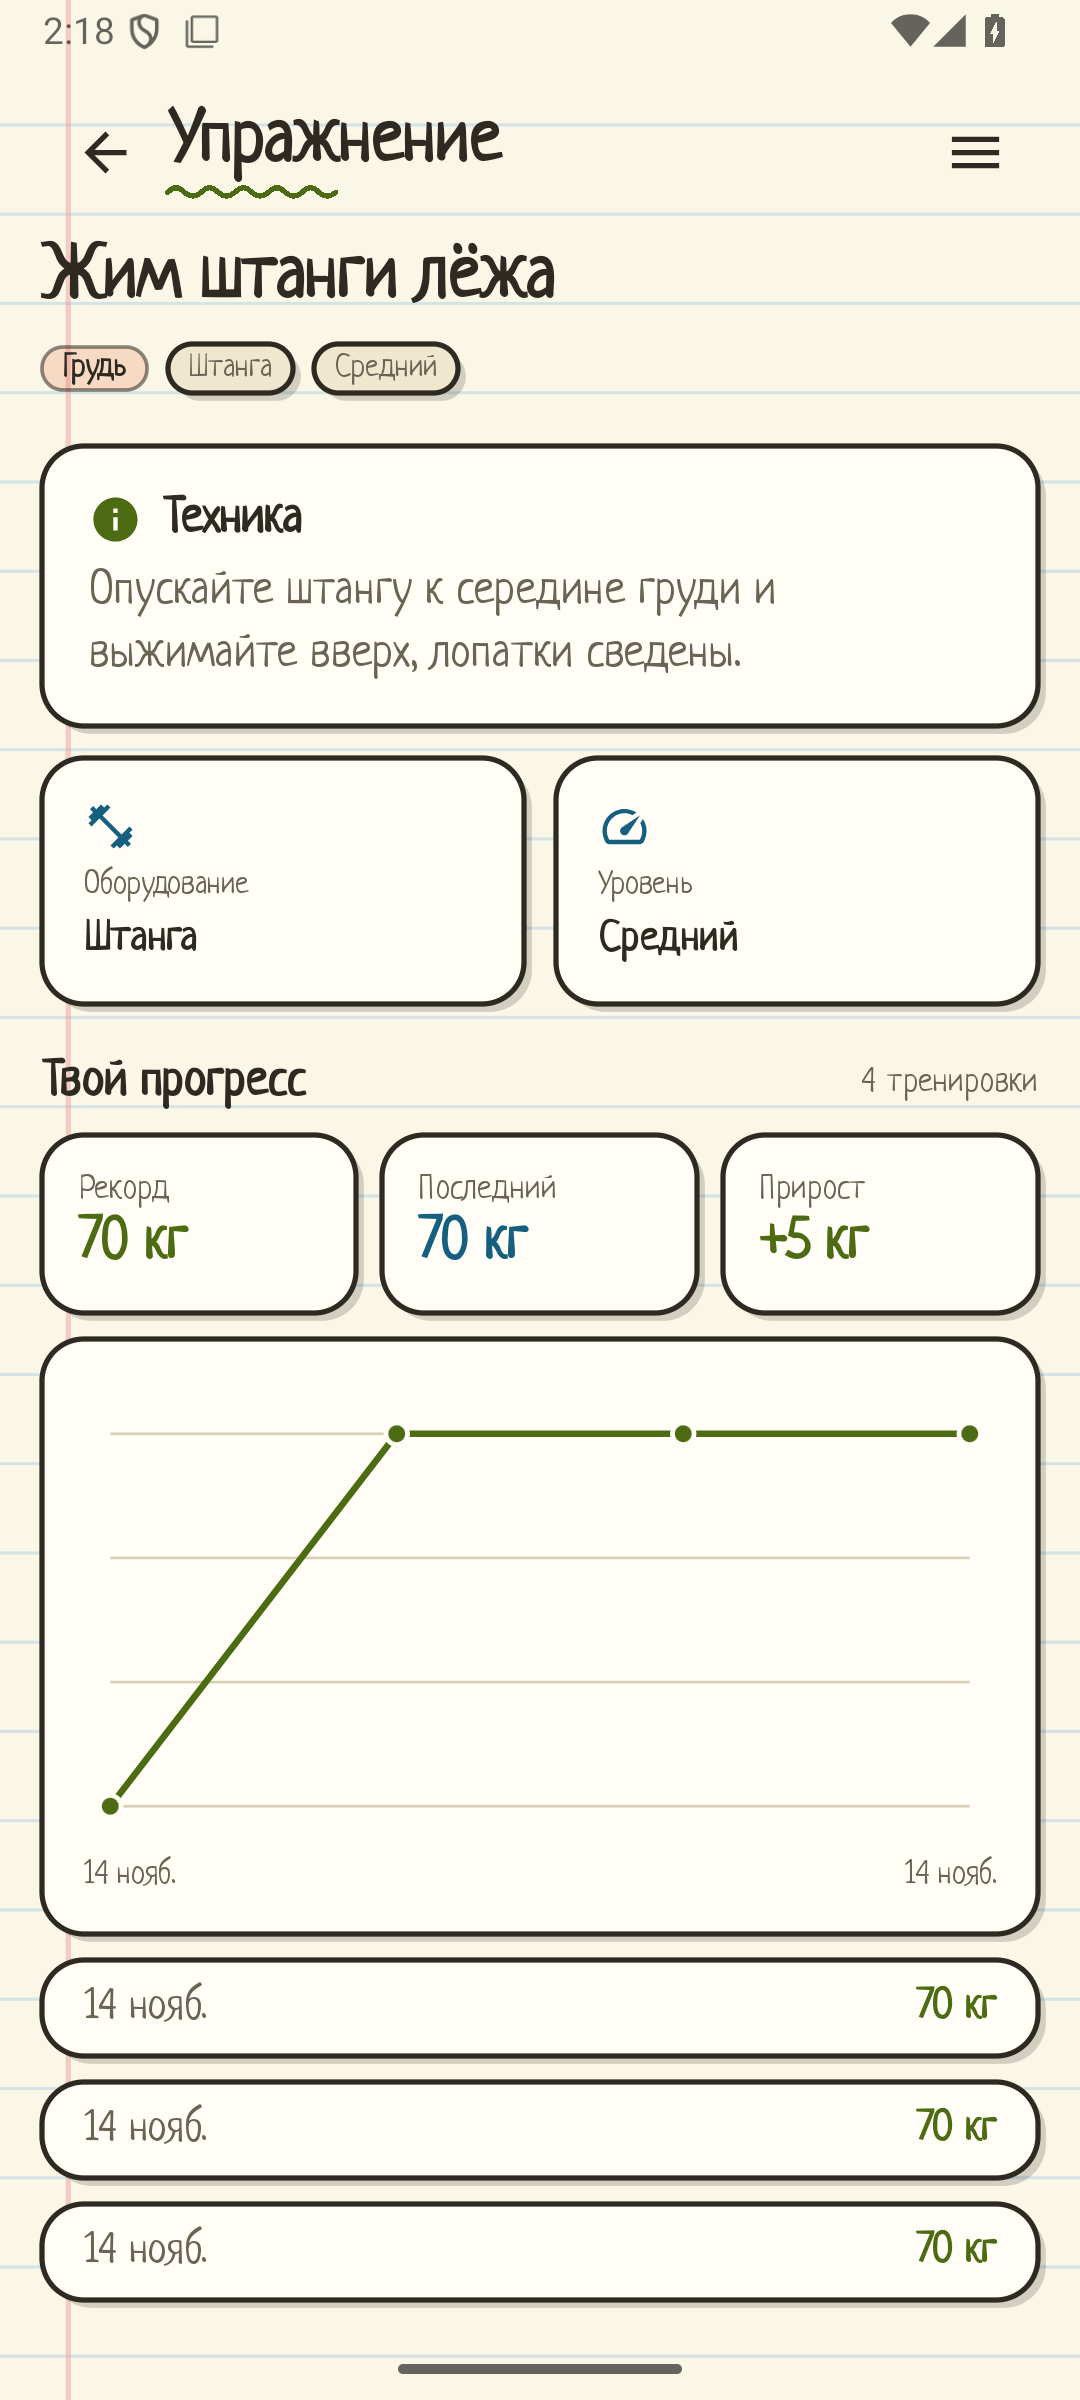 2:18
Упражнение
Жим штанги лёжа
Грудь Штанга Средний
Техника
Опускайте штангу к середине груди и
выжимайте вверх, лопатки сведены.
Оборудование
Штанга
Уровень
Средний
Твой прогресс
4 тренировки
Рекорд
70 кг
Последний
70 кг
Прирост
+5 кг
14 нояб. 14 нояб.
14 нояб. 70 кг
14 нояб. 70 кг
14 нояб. 70 кг